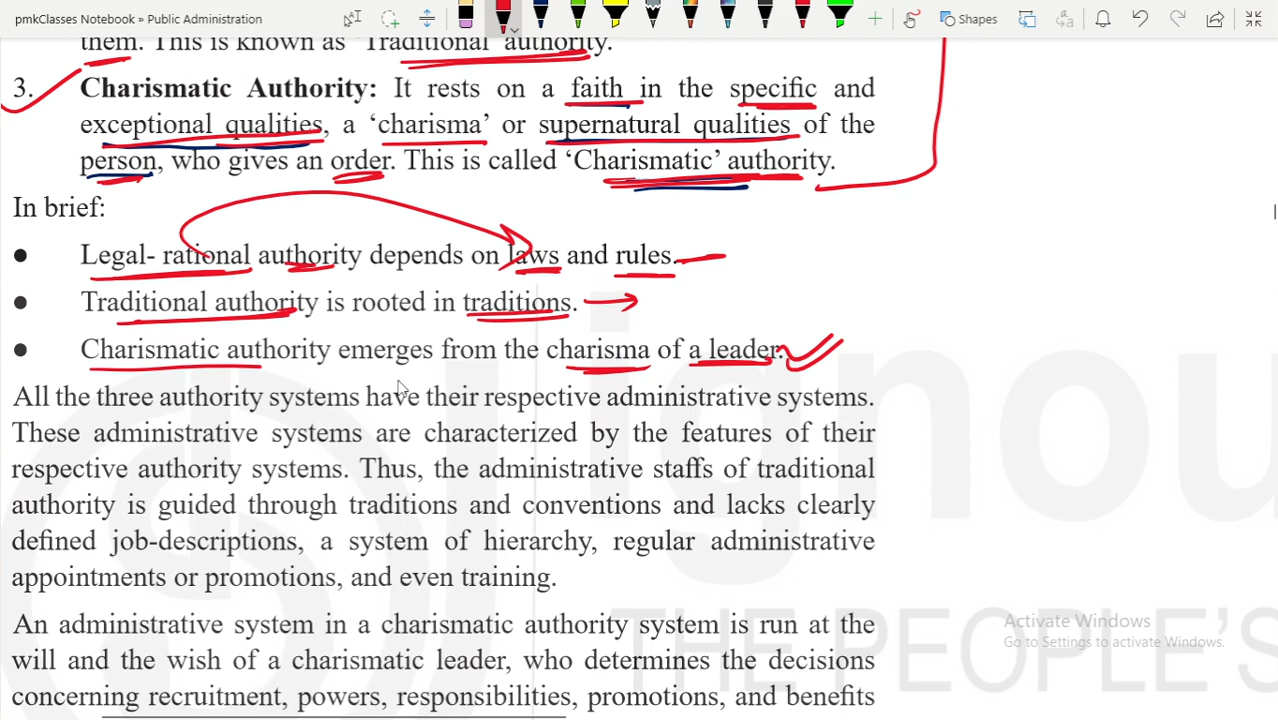 pmkClasses Notebook » Public Administration
Shapes
them. This is known as 'Traditional' authority.
3. Charismatic Authority: It rests on a faith in the specific and
exceptional qualities, a 'charisma' or supernatural qualities of the
person, who gives an order. This is called 'Charismatic' authority.
In brief:
● Legal- rational authority depends on laws and rules.
● Traditional authority is rooted in traditions.
● Charismatic authority emerges from the charisma of a leader.
All the three authority systems have their respective administrative systems.
These administrative systems are characterized by the features of their
respective authority systems. Thus, the administrative staffs of traditional
authority is guided through traditions and conventions and lacks clearly
defined job-descriptions, a system of hierarchy, regular administrative
appointments or promotions, and even training.
An administrative system in a charismatic authority system is run at the
will and the wish of a charismatic leader, who determines the decisions
concerning recruitment, powers, responsibilities, promotions, and benefits
ignou
THE PEOPLE'S
Activate Windows
Go to Settings to activate Windows.